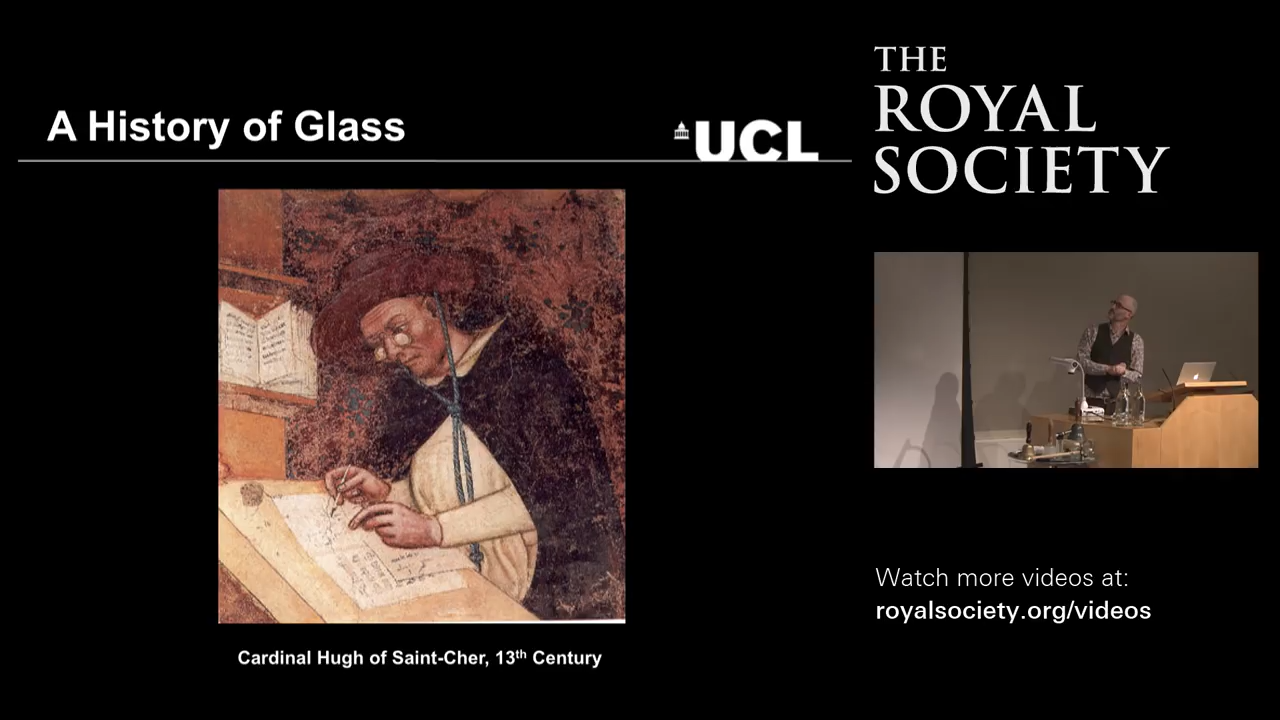 A History of Glass
UCL
Cardinal Hugh of Saint-Cher, 13th Century
THE
ROYAL
SOCIETY
Watch more videos at:
royalsociety.org/videos